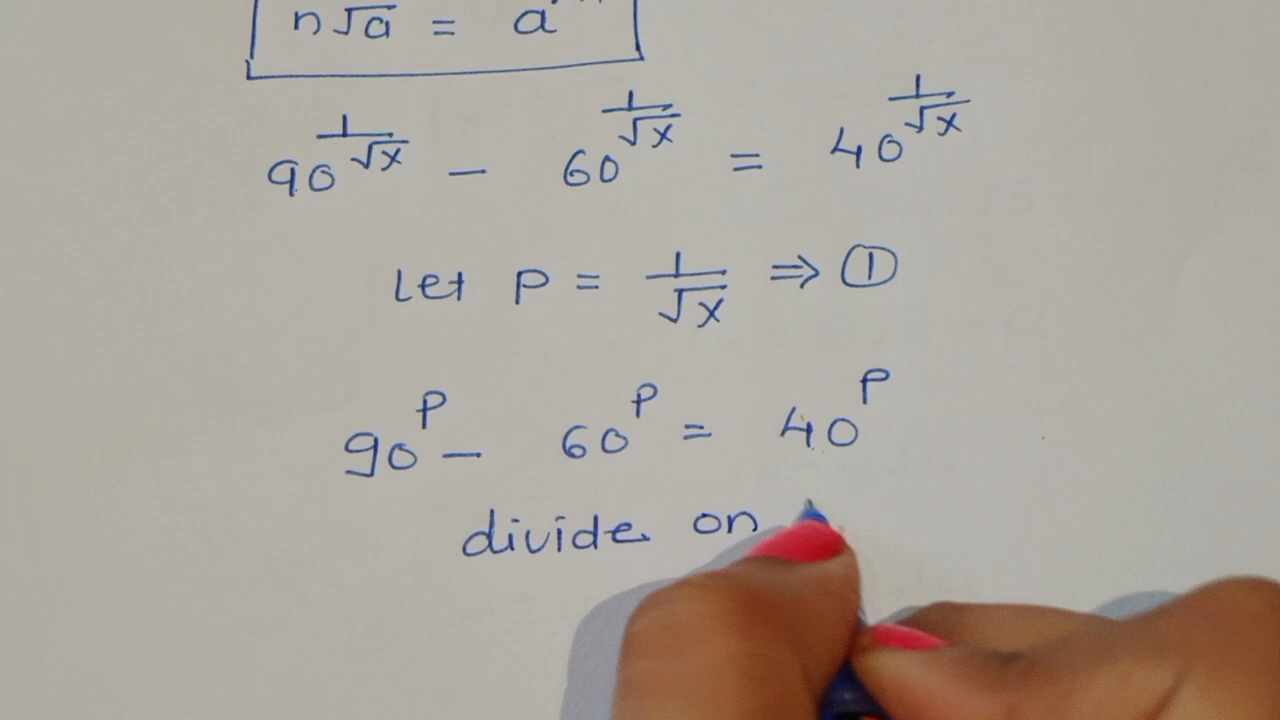 n√a = a
90^(1/√x) - 60^(1/√x) = 40^(1/√x)
Let P = 1/√x ⇒ ①
90^P - 60^P = 40^P
divide on